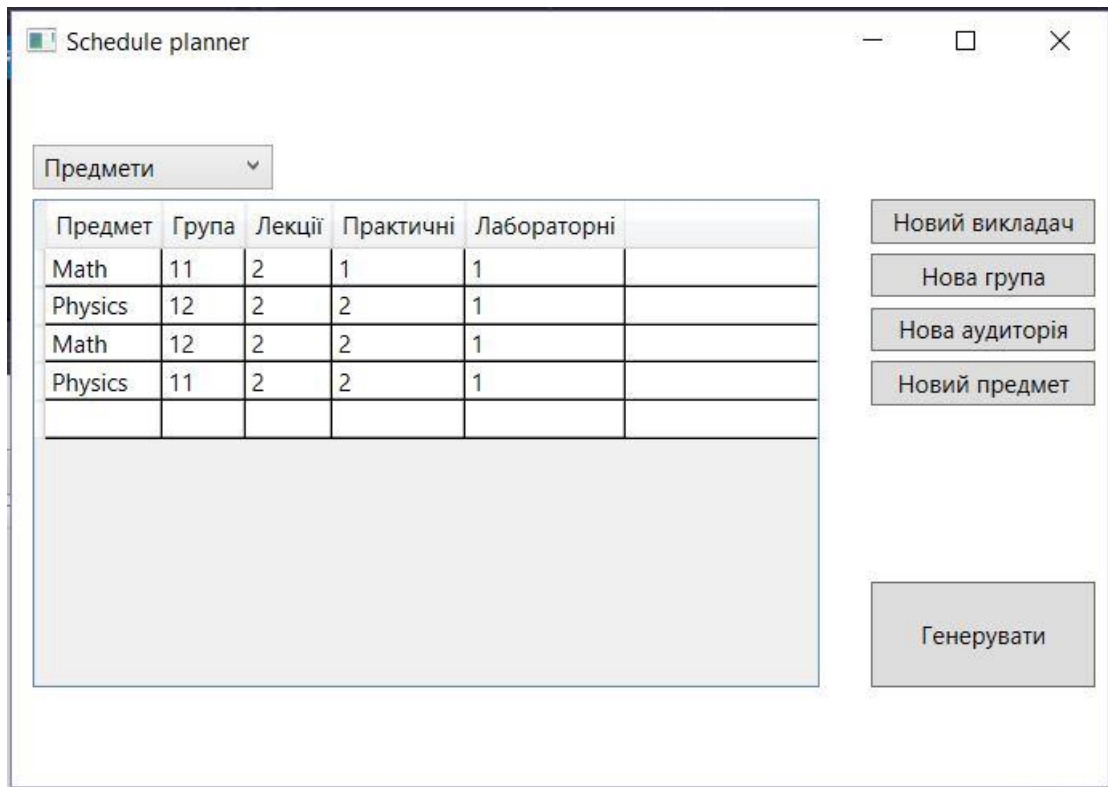 Schedule planner
Предмети
Предмет Група Лекції Практичні Лабораторні
Math 11 2 1 1
Physics 12 2 2 1
Math 12 2 2 1
Physics 11 2 2 1
Новий викладач
Нова група
Нова аудиторія
Новий предмет
Генерувати